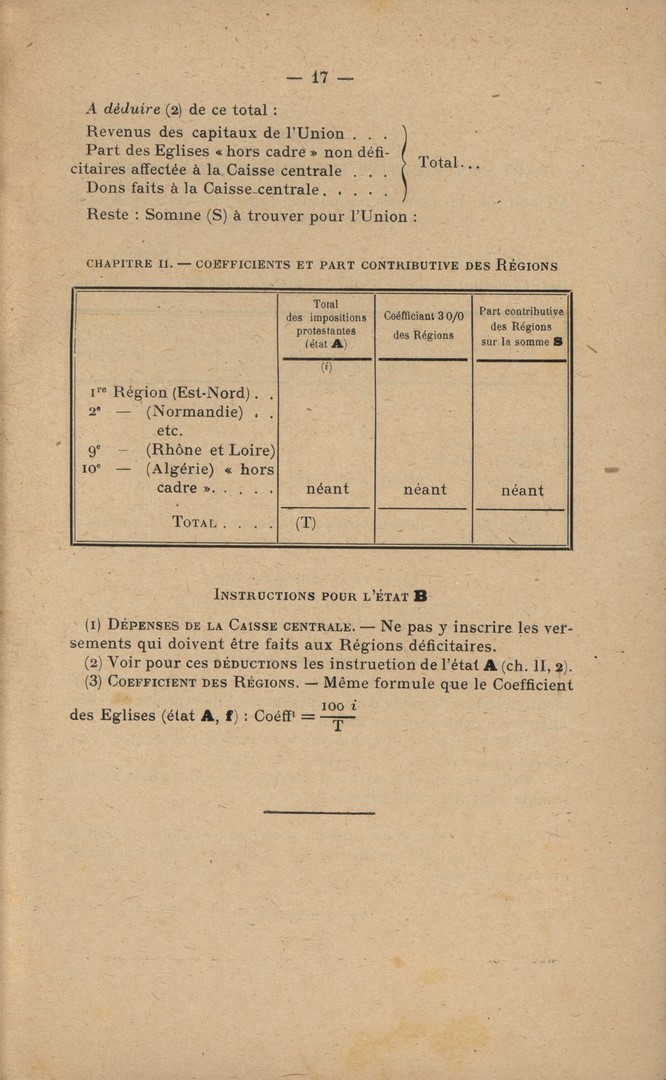 — 17 —
A déduire (2) de ce total :
Revenus des capitaux de l'Union . . .
Part des Eglises « hors cadre » non défi-
citaires affectée à la Caisse centrale . . .
Dons faits à la Caisse centrale . . . . .
Total...
Reste : Somme (S) à trouver pour l'Union :
CHAPITRE II. — COËFFICIENTS ET PART CONTRIBUTIVE DES RÉGIONS
Total
des impositions
protestantes
(état A)
Coéfficiant 3 0/0
des Régions
Part contributive
des Régions
sur la somme S
(i)
1re Région (Est-Nord) . .
2e — (Normandie) . .
etc.
9e — (Rhône et Loire)
10e — (Algérie) « hors
cadre ». . . . . néant néant néant
TOTAL . . . . (T)
INSTRUCTIONS POUR L'ÉTAT B
(1) DÉPENSES DE LA CAISSE CENTRALE. — Ne pas y inscrire les ver-
sements qui doivent être faits aux Régions déficitaires.
(2) Voir pour ces DÉDUCTIONS les instruetion de l'état A (ch. II, 2).
(3) COEFFICIENT DES RÉGIONS. — Même formule que le Coefficient
des Eglises (état A, f) : Coéfft = 100 i / T